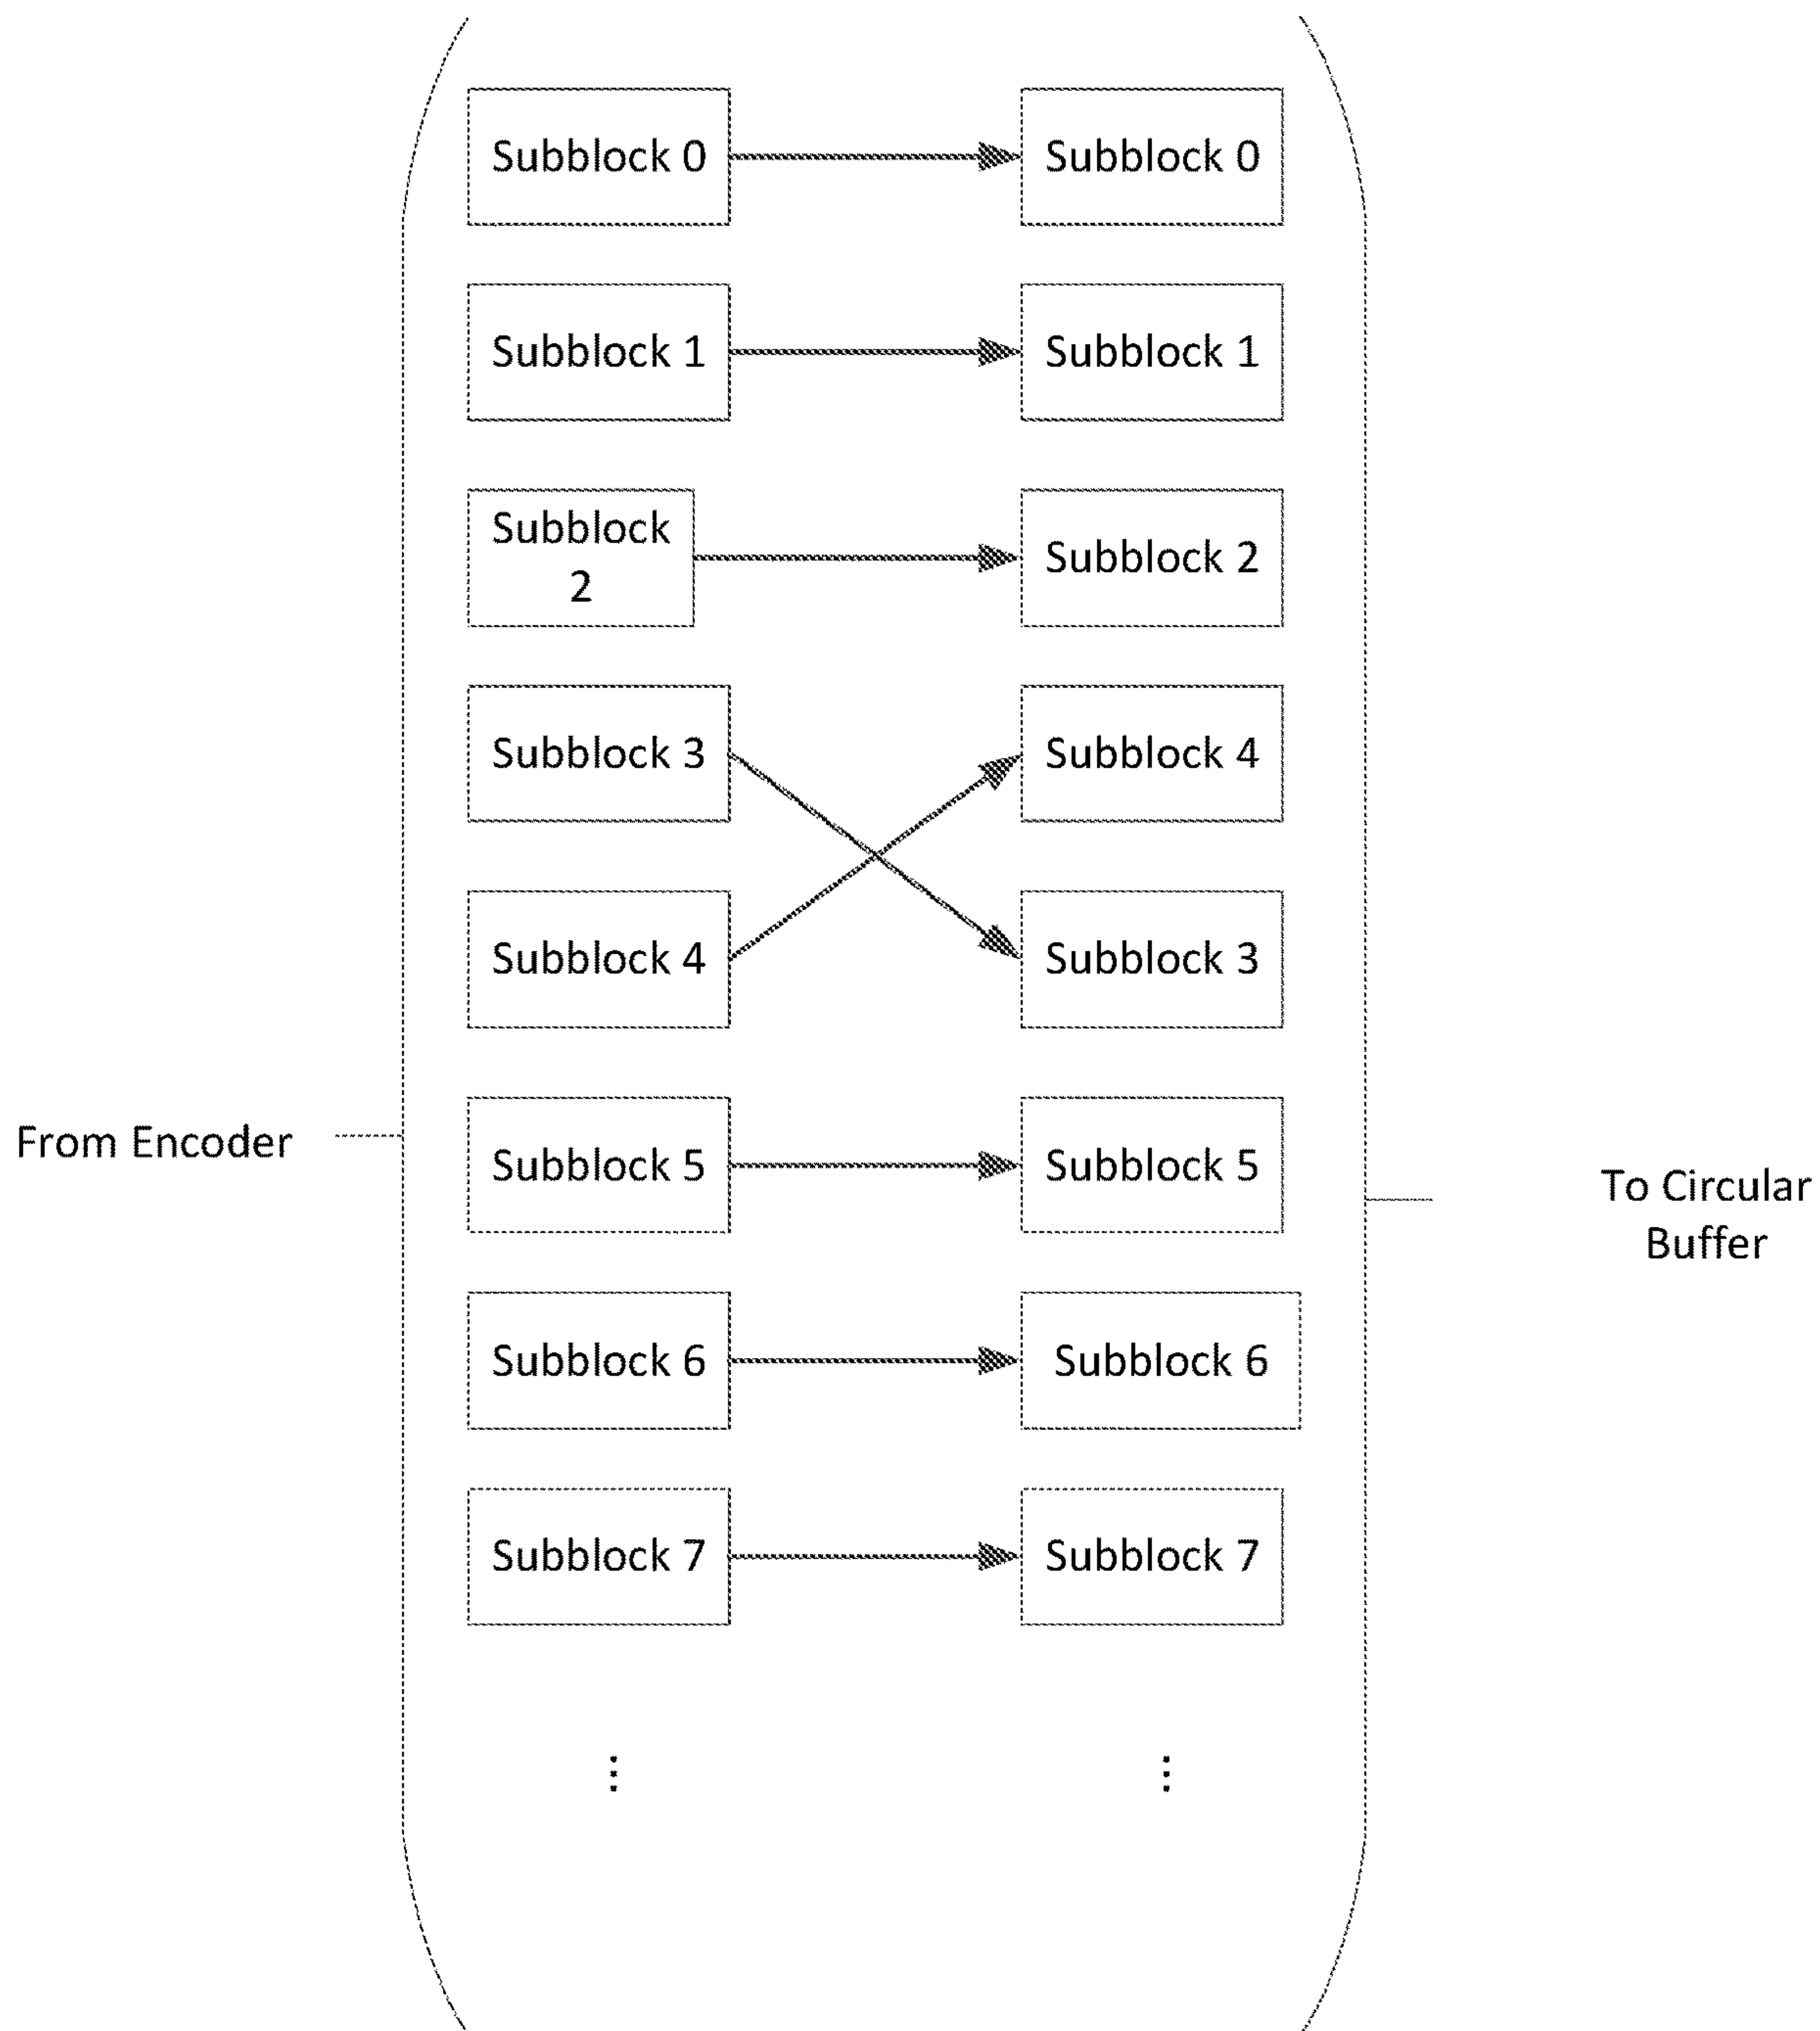 Subblock 0
Subblock 0
Subblock 1
Subblock 1
Subblock
2
Subblock 2
Subblock 3
Subblock 4
Subblock 4
Subblock 3
From Encoder
Subblock 5
Subblock 5
To Circular
Buffer
Subblock 6
Subblock 6
Subblock 7
Subblock 7
⋮
⋮